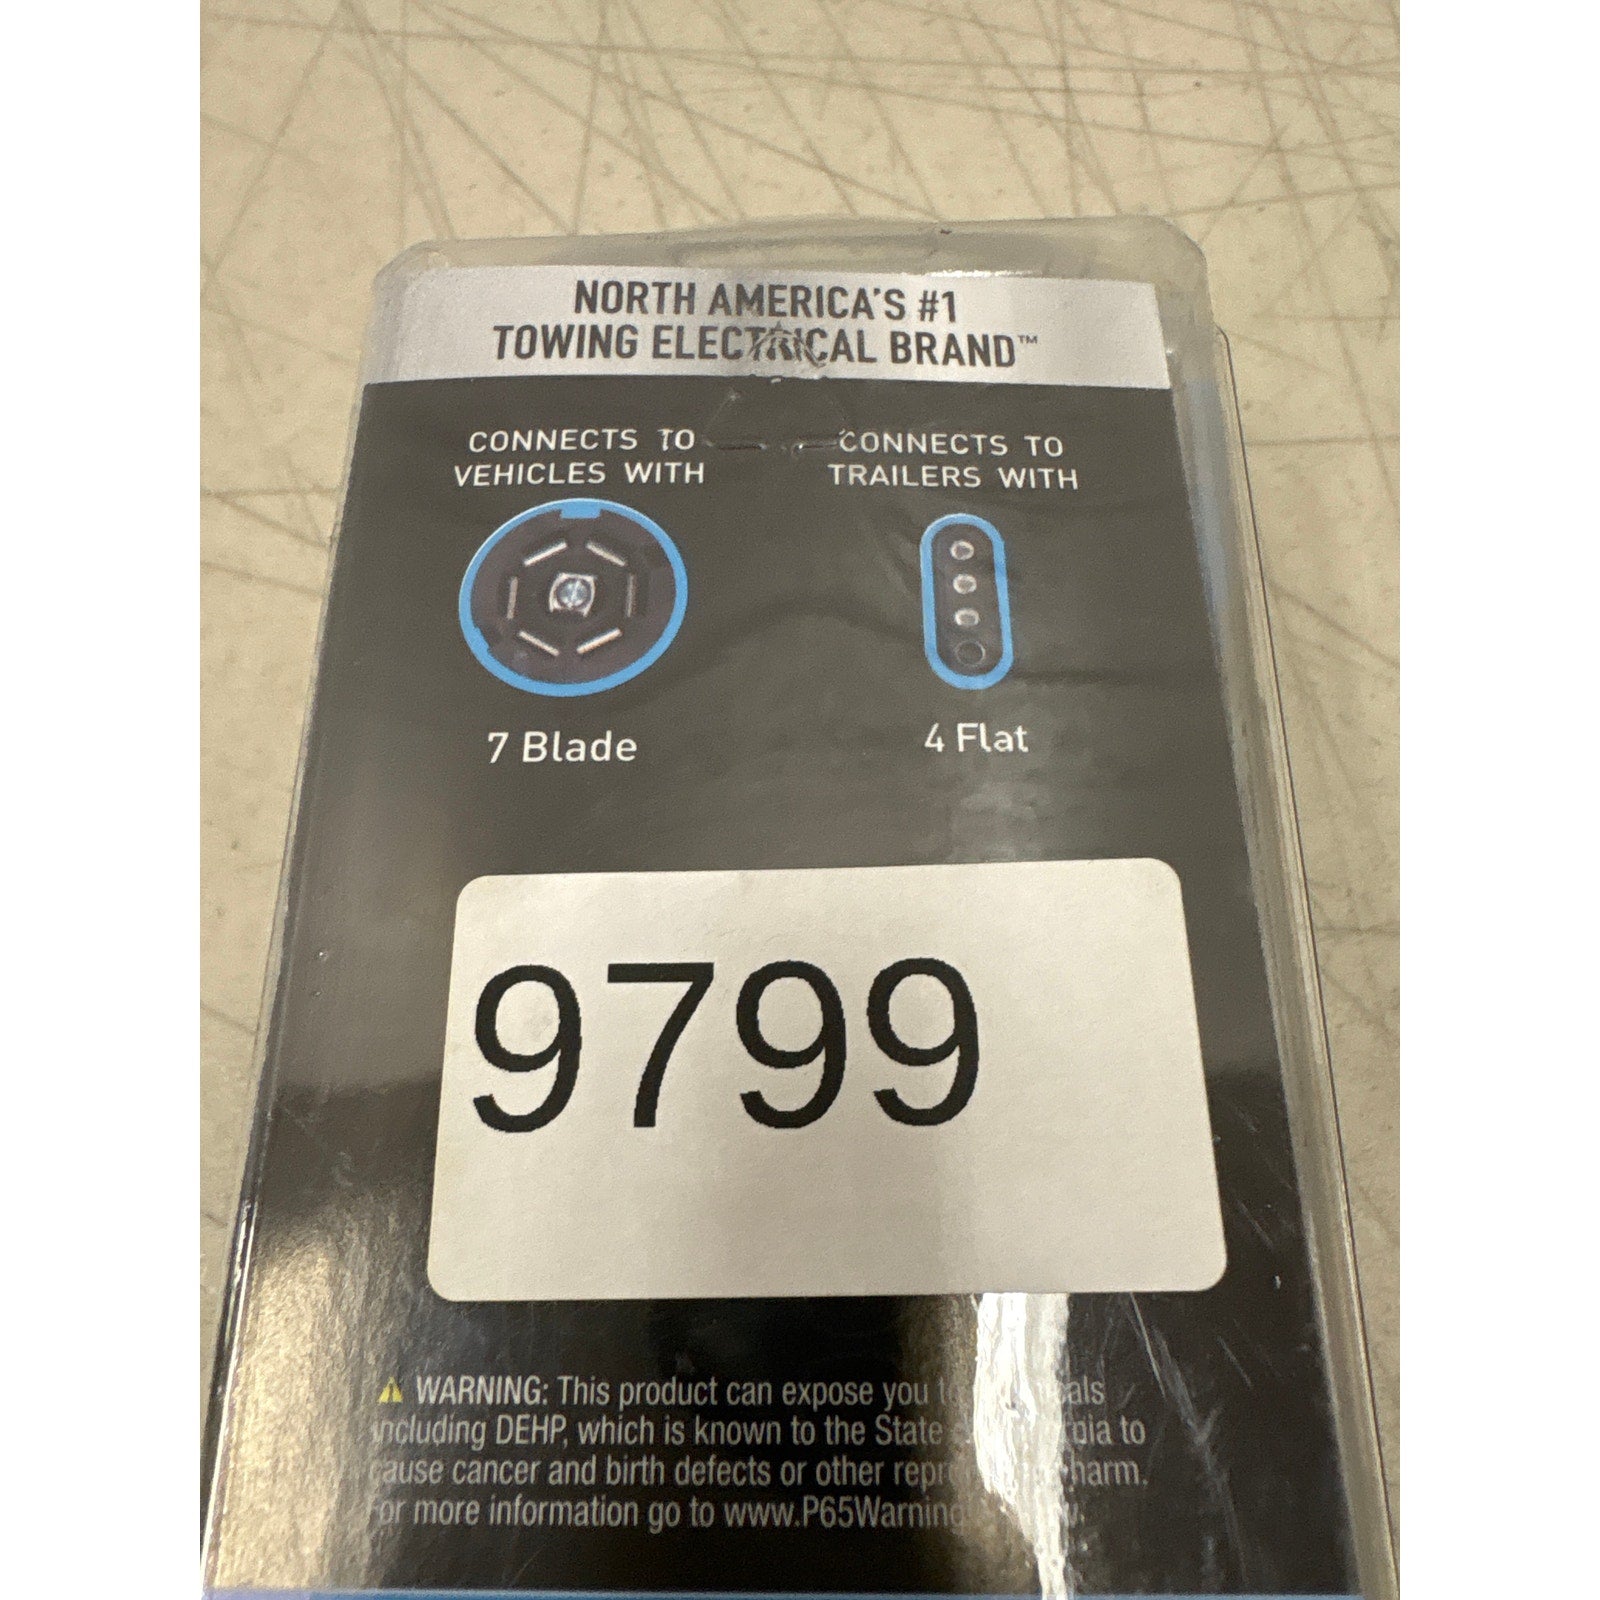 NORTH AMERICA'S #1
TOWING ELECTRICAL BRAND™
CONNECTS TO
VEHICLES WITH
CONNECTS TO
TRAILERS WITH
7 Blade
4 Flat
9799
⚠ WARNING: This product can expose you
including DEHP, which is known to the State to
cause cancer and birth defects or other harm.
For more information go to